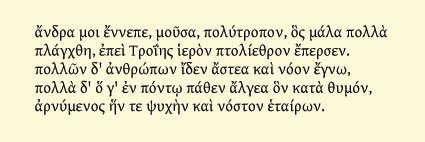 ἄνδρα μοι ἔννεπε, μοῦσα, πολύτροπον, ὃς μάλα πολλὰ
πλάγχθη, ἐπεὶ Τροΐης ἱερὸν πτολίεθρον ἔπερσεν.
πολλῶν δ' ἀνθρώπων ἴδεν ἄστεα καὶ νόον ἔγνω,
πολλὰ δ' ὅ γ' ἐν πόντῳ πάθεν ἄλγεα ὃν κατὰ θυμόν,
ἀρνύμενος ἥν τε ψυχὴν καὶ νόστον ἑταίρων.